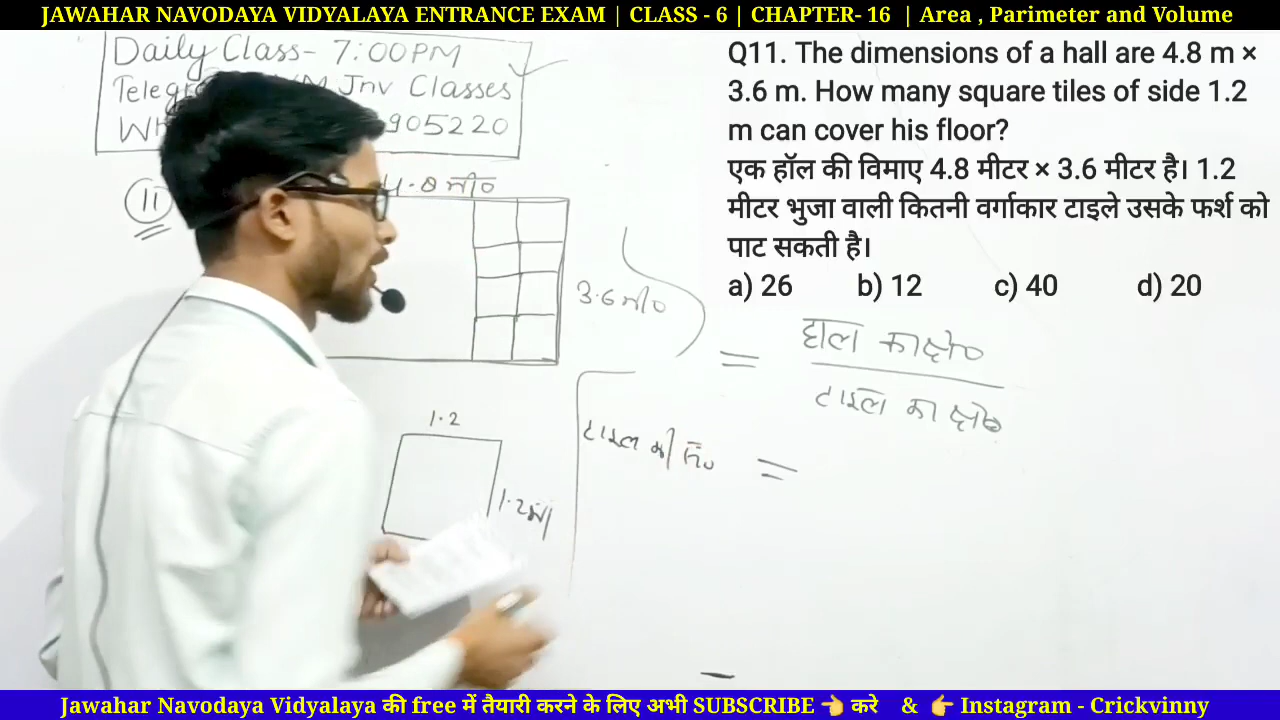 JAWAHAR NAVODAYA VIDYALAYA ENTRANCE EXAM | CLASS - 6 | CHAPTER- 16 | Area , Parimeter and Volume
Daily Class- 7:00PM
Jnv Classes
905220
11
3.6 मी०
1.2
1.2मी
Q11. The dimensions of a hall are 4.8 m ×
3.6 m. How many square tiles of side 1.2
m can cover his floor?
एक हॉल की विमाए 4.8 मीटर × 3.6 मीटर है। 1.2
मीटर भुजा वाली कितनी वर्गाकार टाइले उसके फर्श को
पाट सकती है।
a) 26 b) 12 c) 40 d) 20
= हाल का क्षे०
टाइल का क्षे०
टाइल की सं० =
Jawahar Navodaya Vidyalaya की free में तैयारी करने के लिए अभी SUBSCRIBE 👈 करे & 👉 Instagram - Crickvinny